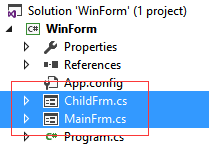 Solution 'WinForm' (1 project)
WinForm
Properties
References
App.config
ChildFrm.cs
MainFrm.cs
Program.cs